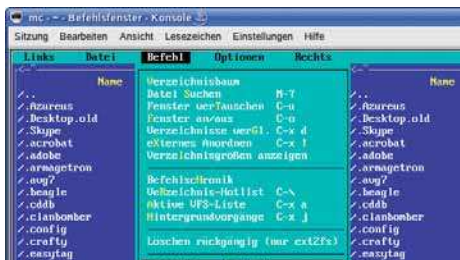 mc - ~ - Befehlsfenster - Konsole
Sitzung Bearbeiten Ansicht Lesezeichen Einstellungen Hilfe
Links Datei Befehl Optionen Rechts
Name
/..
/.Azureus
/.Desktop.old
/.Skype
/.acrobat
/.adobe
/.armagetron
/.avg7
/.beagle
/.cddb
/.clanbomber
/.config
/.crafty
/.easytag
Verzeichnisbaum
Datei Suchen M-?
Fenster verTauschen C-u
Fenster an/aus C-o
Verzeichnisse verGl. C-x d
eXternes Anordnen C-x !
Verzeichnisgrößen anzeigen
BefehlscHronik
VeRzeichnis-Hotlist C-\
Aktive VFS-Liste C-x a
Hintergrundvorgänge C-x j
Löschen rückgängig (nur ext2fs)
Name
/..
/.Azureus
/.Desktop.old
/.Skype
/.acrobat
/.adobe
/.armagetron
/.avg7
/.beagle
/.cddb
/.clanbomber
/.config
/.crafty
/.easytag